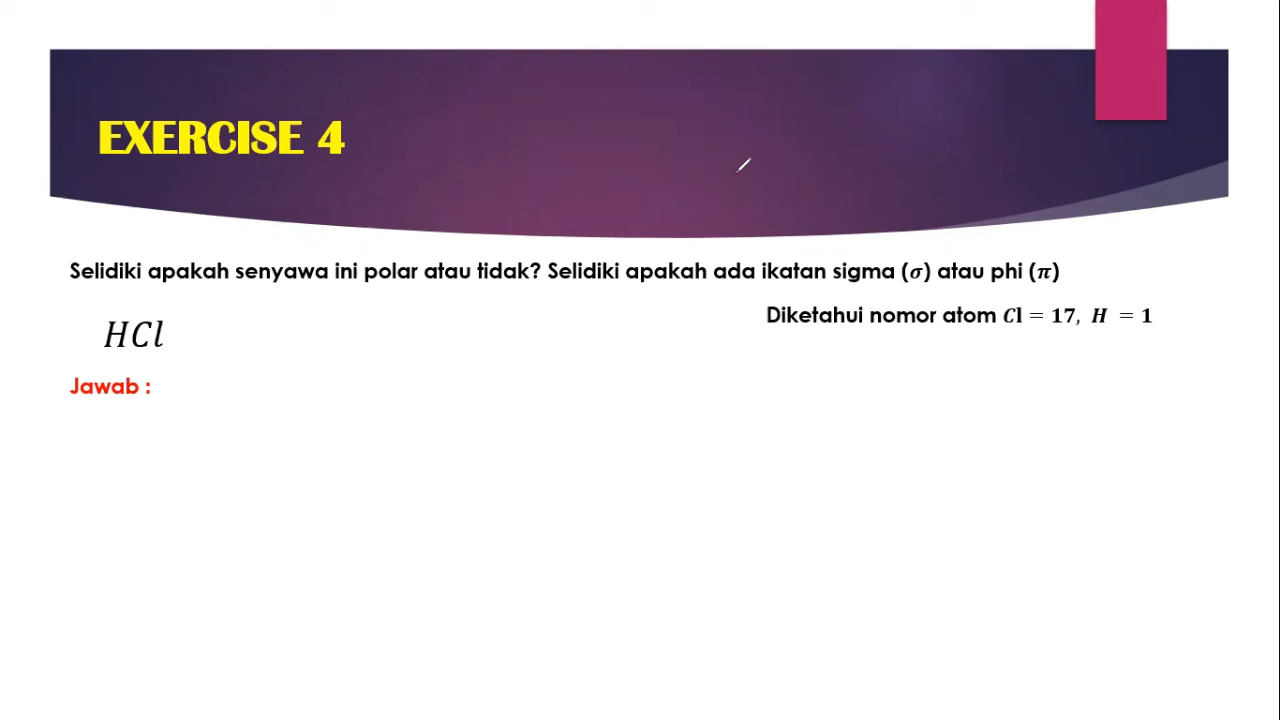 EXERCISE 4
Selidiki apakah senyawa ini polar atau tidak? Selidiki apakah ada ikatan sigma (σ) atau phi (π)
Diketahui nomor atom Cl = 17, H = 1
HCl
Jawab :